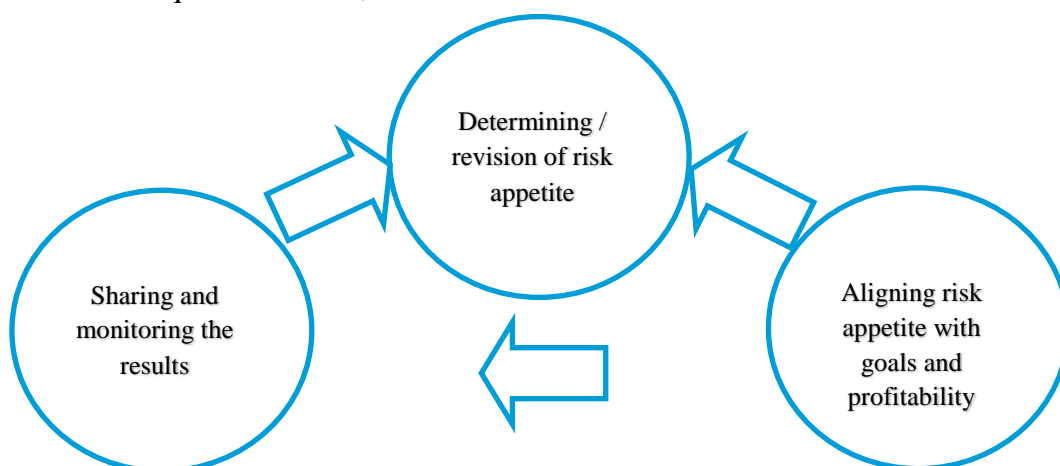 Determining /
revision of risk
appetite
Sharing and
monitoring the
results
Aligning risk
appetite with
goals and
profitability